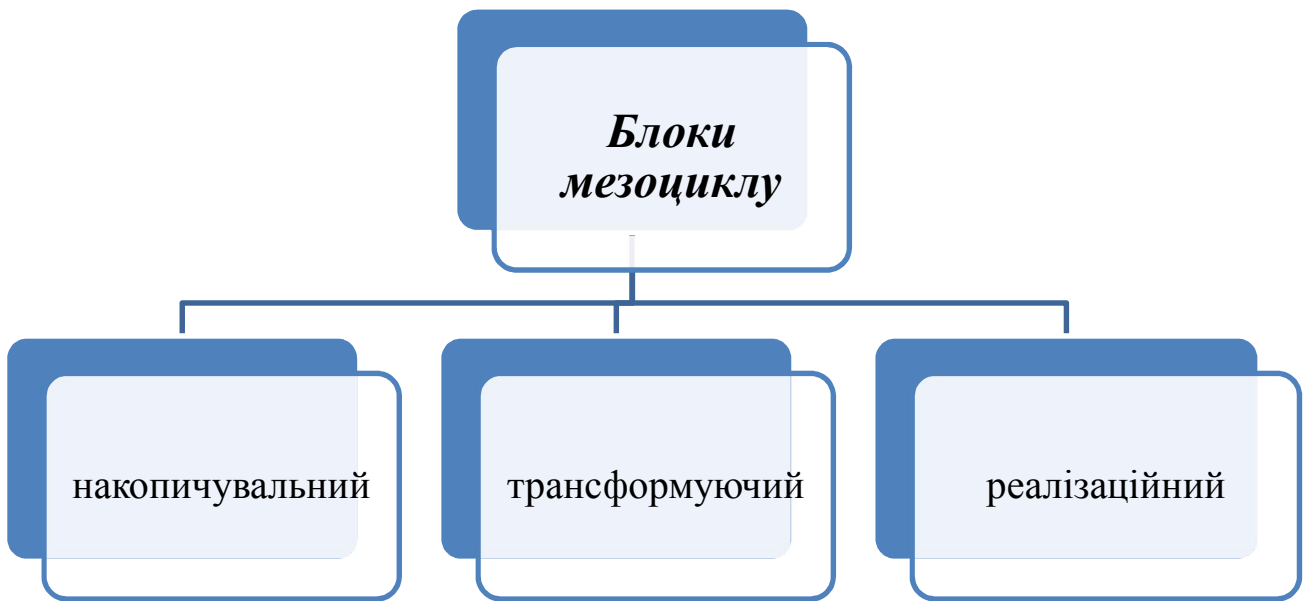 Блоки
мезоциклу
накопичувальний
трансформуючий
реалізаційний